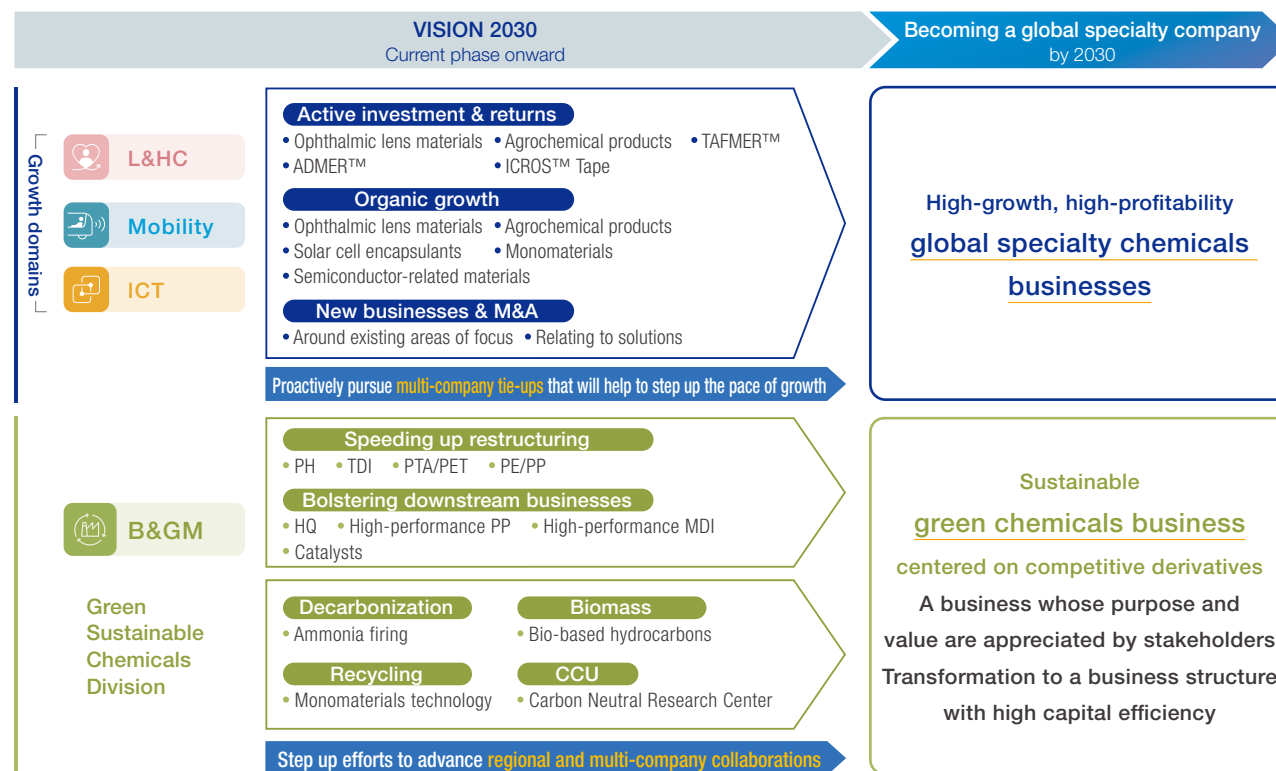 VISION 2030
Current phase onward
Becoming a global specialty company
by 2030
Growth domains
L&HC
Mobility
ICT
Active investment & returns
• Ophthalmic lens materials • Agrochemical products • TAFMER™
• ADMER™ • ICROS™ Tape
Organic growth
• Ophthalmic lens materials • Agrochemical products
• Solar cell encapsulants • Monomaterials
• Semiconductor-related materials
New businesses & M&A
• Around existing areas of focus • Relating to solutions
Proactively pursue multi-company tie-ups that will help to step up the pace of growth
High-growth, high-profitability
global specialty chemicals
businesses
B&GM
Green
Sustainable
Chemicals
Division
Speeding up restructuring
• PH • TDI • PTA/PET • PE/PP
Bolstering downstream businesses
• HQ • High-performance PP • High-performance MDI
• Catalysts
Decarbonization
• Ammonia firing
Biomass
• Bio-based hydrocarbons
Recycling
• Monomaterials technology
CCU
• Carbon Neutral Research Center
Step up efforts to advance regional and multi-company collaborations
Sustainable
green chemicals business
centered on competitive derivatives
A business whose purpose and
value are appreciated by stakeholders
Transformation to a business structure
with high capital efficiency